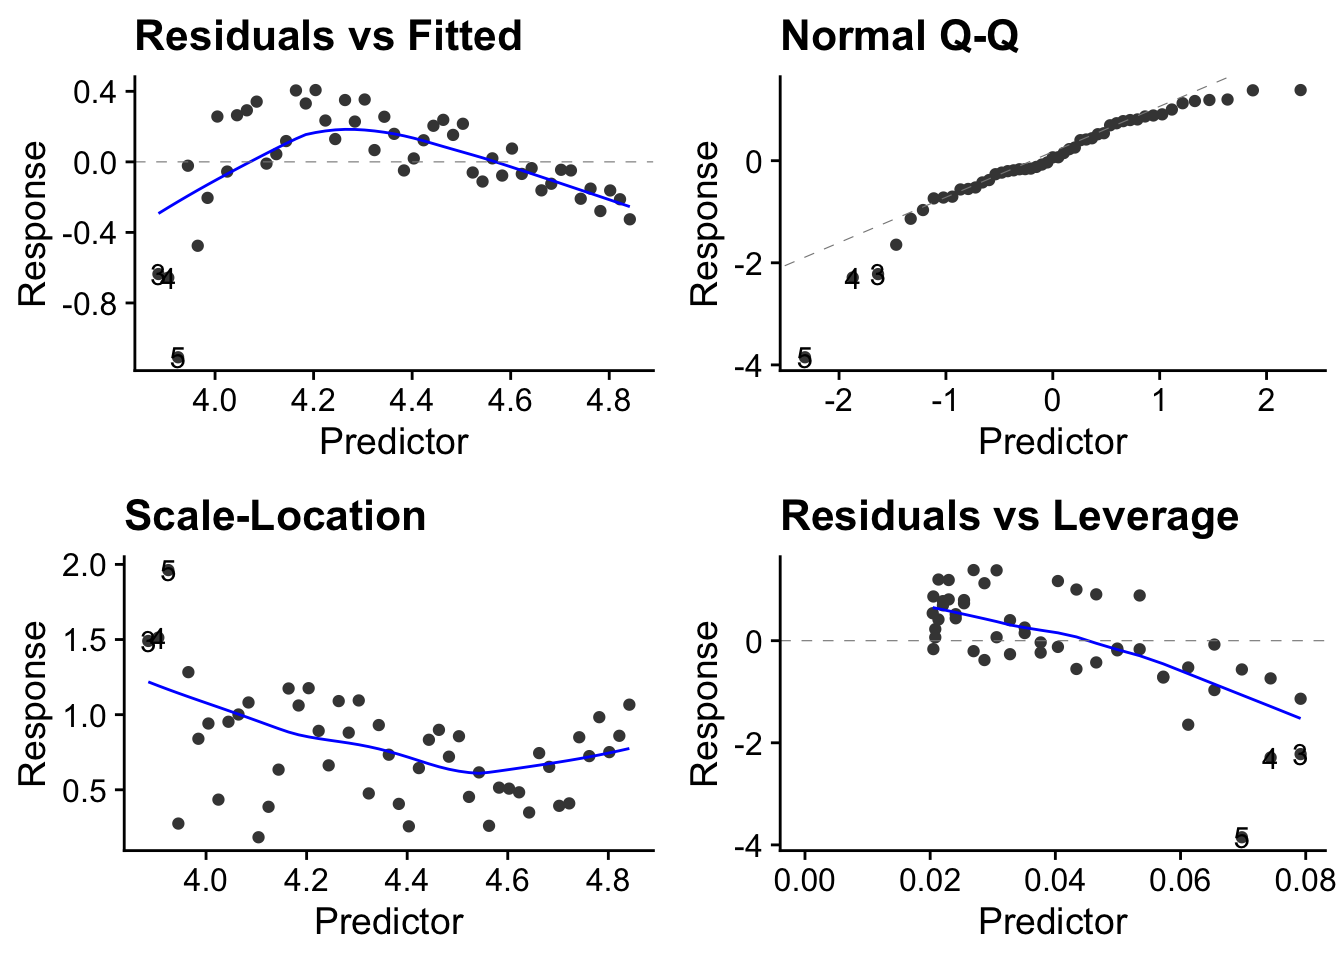 Residuals vs Fitted
Response
0.4
0.0
-0.4
-0.8
3
4
5
4.0 4.2 4.4 4.6 4.8
Predictor
Normal Q-Q
Response
0
-2
-4
4 3
5
-2 -1 0 1 2
Predictor
Scale-Location
Response
2.0
1.5
1.0
0.5
5
3
4
4.0 4.2 4.4 4.6 4.8
Predictor
Residuals vs Leverage
Response
0
-2
-4
4 3
5
0.00 0.02 0.04 0.06 0.08
Predictor